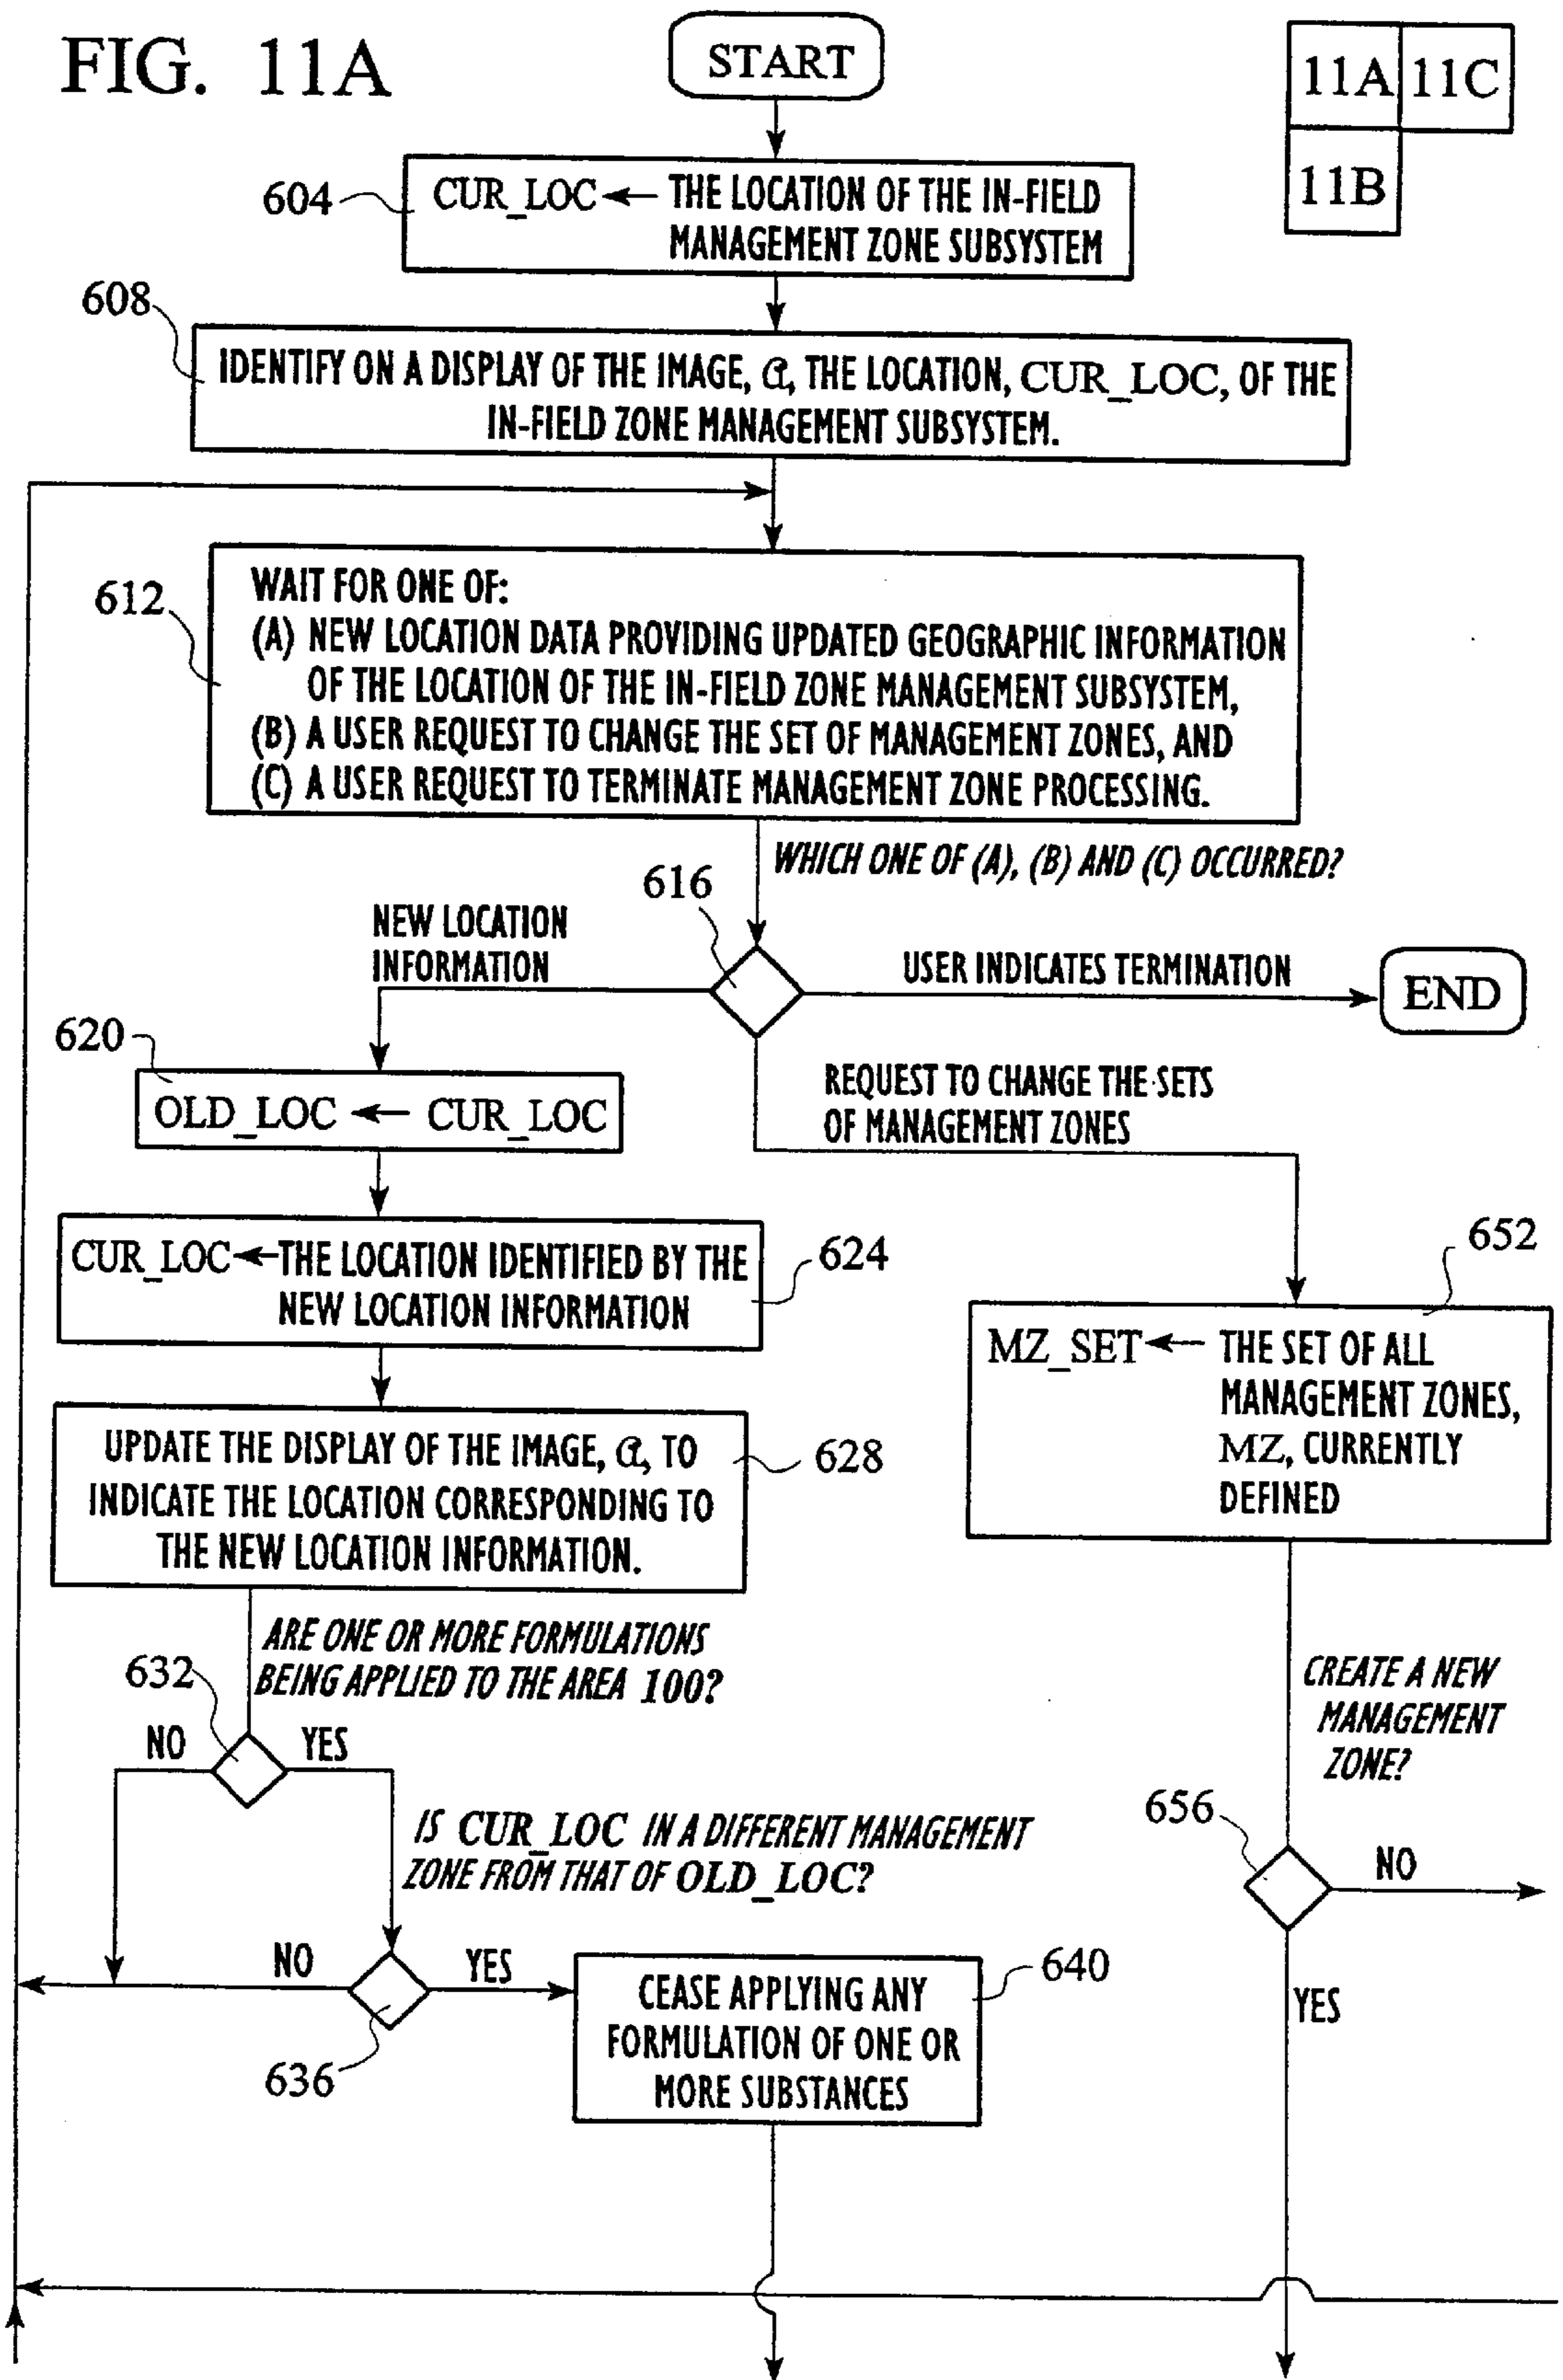 FIG. 11A
START
11A 11C
11B
604
CUR_LOC ← THE LOCATION OF THE IN-FIELD
MANAGEMENT ZONE SUBSYSTEM
608
IDENTIFY ON A DISPLAY OF THE IMAGE, a, THE LOCATION, CUR_LOC, OF THE
IN-FIELD ZONE MANAGEMENT SUBSYSTEM.
612
WAIT FOR ONE OF:
(A) NEW LOCATION DATA PROVIDING UPDATED GEOGRAPHIC INFORMATION
OF THE LOCATION OF THE IN-FIELD ZONE MANAGEMENT SUBSYSTEM,
(B) A USER REQUEST TO CHANGE THE SET OF MANAGEMENT ZONES, AND
(C) A USER REQUEST TO TERMINATE MANAGEMENT ZONE PROCESSING.
WHICH ONE OF (A), (B) AND (C) OCCURRED?
616
NEW LOCATION
INFORMATION
USER INDICATES TERMINATION
END
620
OLD_LOC ← CUR_LOC
REQUEST TO CHANGE THE SETS
OF MANAGEMENT ZONES
CUR_LOC ← THE LOCATION IDENTIFIED BY THE
NEW LOCATION INFORMATION
624
652
MZ_SET ← THE SET OF ALL
MANAGEMENT ZONES,
MZ, CURRENTLY
DEFINED
UPDATE THE DISPLAY OF THE IMAGE, a, TO
INDICATE THE LOCATION CORRESPONDING TO
THE NEW LOCATION INFORMATION.
628
ARE ONE OR MORE FORMULATIONS
BEING APPLIED TO THE AREA 100?
632
NO YES
CREATE A NEW
MANAGEMENT
ZONE?
656
NO
YES
IS CUR_LOC IN A DIFFERENT MANAGEMENT
ZONE FROM THAT OF OLD_LOC?
NO YES
636
CEASE APPLYING ANY
FORMULATION OF ONE OR
MORE SUBSTANCES
640